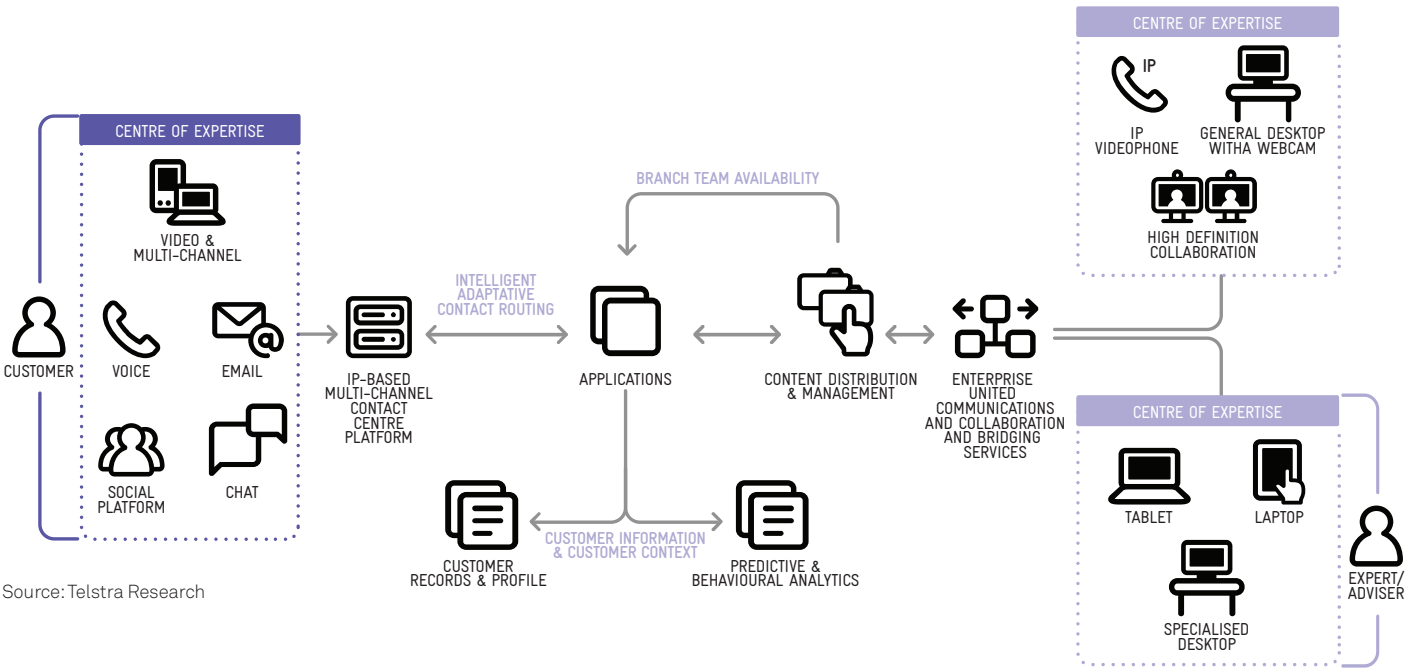 CENTRE OF EXPERTISE
VIDEO &
MULTI-CHANNEL
VOICE
EMAIL
SOCIAL
PLATFORM
CHAT
CUSTOMER
IP-BASED
MULTI-CHANNEL
CONTACT
CENTRE
PLATFORM
INTELLIGENT
ADAPTATIVE
CONTACT ROUTING
BRANCH TEAM AVAILABILITY
APPLICATIONS
CONTENT DISTRIBUTION
& MANAGEMENT
ENTERPRISE
UNITED
COMMUNICATIONS
AND COLLABORATION
AND BRIDGING
SERVICES
CUSTOMER INFORMATION
& CUSTOMER CONTEXT
CUSTOMER
RECORDS & PROFILE
PREDICTIVE &
BEHAVIOURAL ANALYTICS
CENTRE OF EXPERTISE
IP
IP
VIDEOPHONE
GENERAL DESKTOP
WITHA WEBCAM
HIGH DEFINITION
COLLABORATION
CENTRE OF EXPERTISE
TABLET
LAPTOP
SPECIALISED
DESKTOP
EXPERT/
ADVISER
Source: Telstra Research